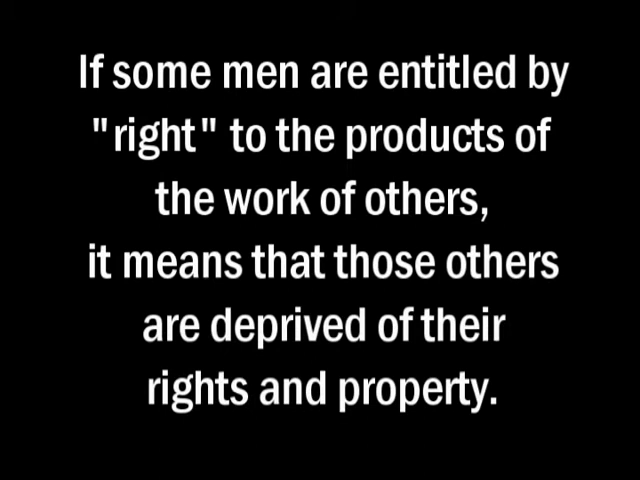 If some men are entitled by
"right" to the products of
the work of others,
it means that those others
are deprived of their
rights and property.